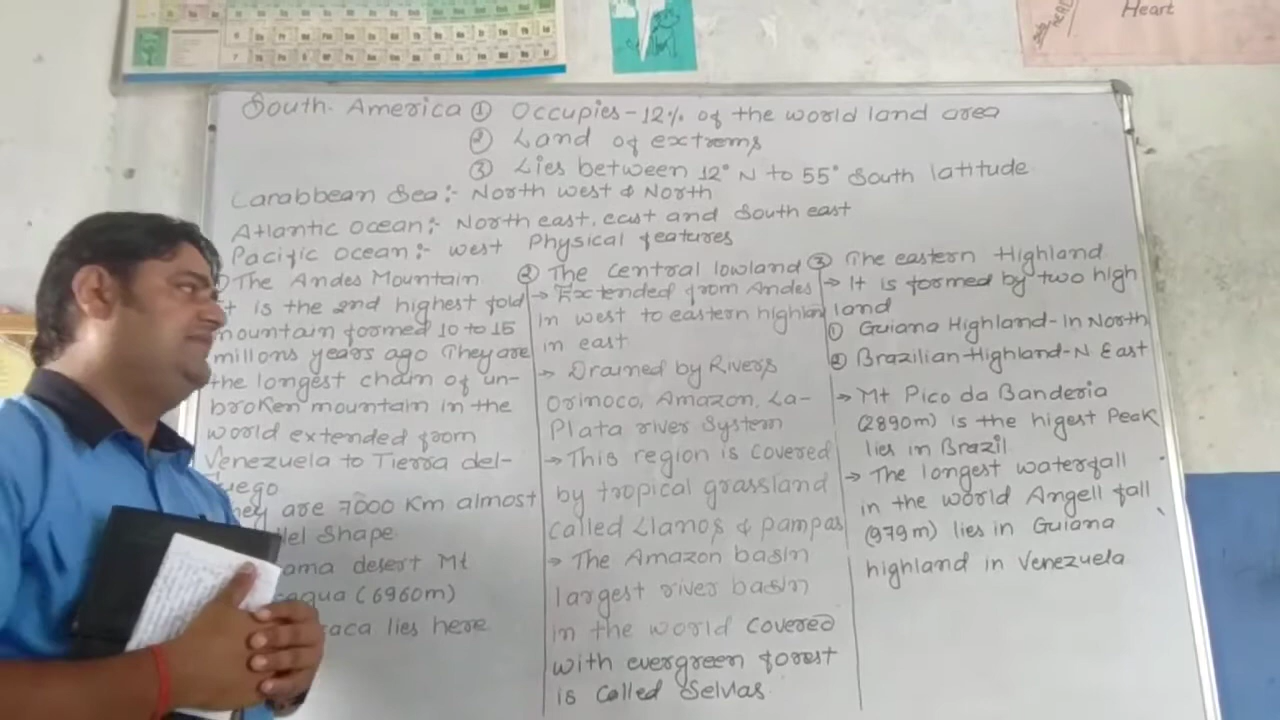 Heart
South America ① Occupies - 12% of the world land area
② Land of extrems
③ Lies between 12° N to 55° South latitude
Carabbean Sea:- North west & North
Atlantic ocean:- North east, east and South east
Pacific ocean:- west Physical features
The Andes Mountain
is the 2nd highest fold
mountain formed 10 to 15
millons years ago They are
the longest chain of un-
broken mountain in the
world extended from
Venezuela to Tierra del-
fuego
are 7000 Km almost
Shape
desert Mt
(6960m)
lies here
② The central lowland
→ Extended from Andes
in west to eastern highlan
in east
→ Drained by Rivers
Orinoco, Amazon, La-
Plata river System
→ This region is covered
by tropical grassland
called Llanos & pampas
→ The Amazon basin
largest river basin
in the world covered
with evergreen forest
is called Selvas.
③ The eastern Highland
→ It is formed by two high
land
① Guiana Highland - In North
② Brazilian Highland - N East
→ Mt Pico da Banderia
(2890m) is the higest Peak
lies in Brazil.
→ The longest waterfall
in the world Angell fall
(979m) lies in Guiana
highland in Venezuela